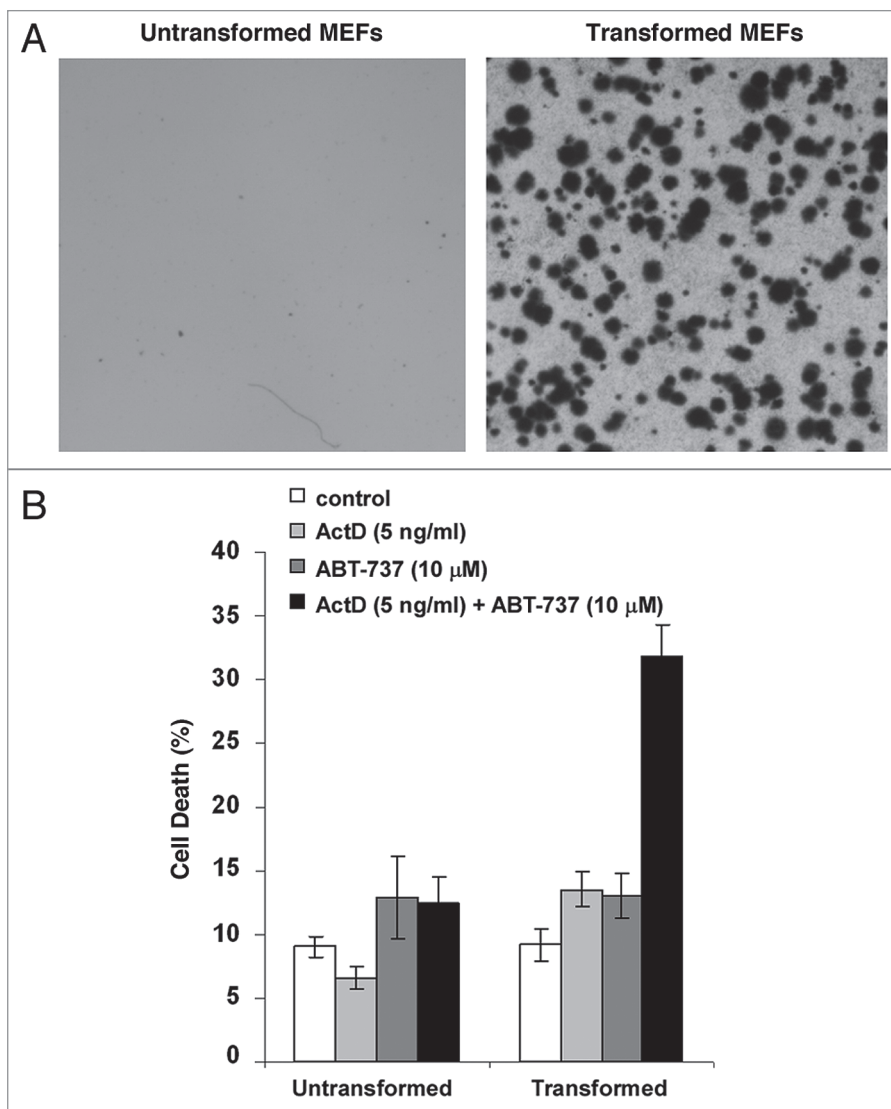 A
Untransformed MEFs
Transformed MEFs
B
control
ActD (5 ng/ml)
ABT-737 (10 μM)
ActD (5 ng/ml) + ABT-737 (10 μM)
Cell Death (%)
40
35
30
25
20
15
10
5
0
Untransformed
Transformed